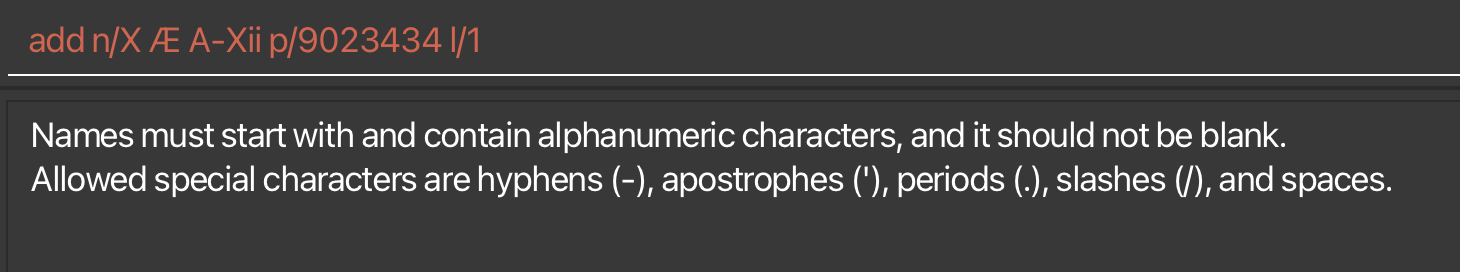 add n/X Æ A-Xii p/9023434 l/1
Names must start with and contain alphanumeric characters, and it should not be blank.
Allowed special characters are hyphens (-), apostrophes ('), periods (.), slashes (/), and spaces.